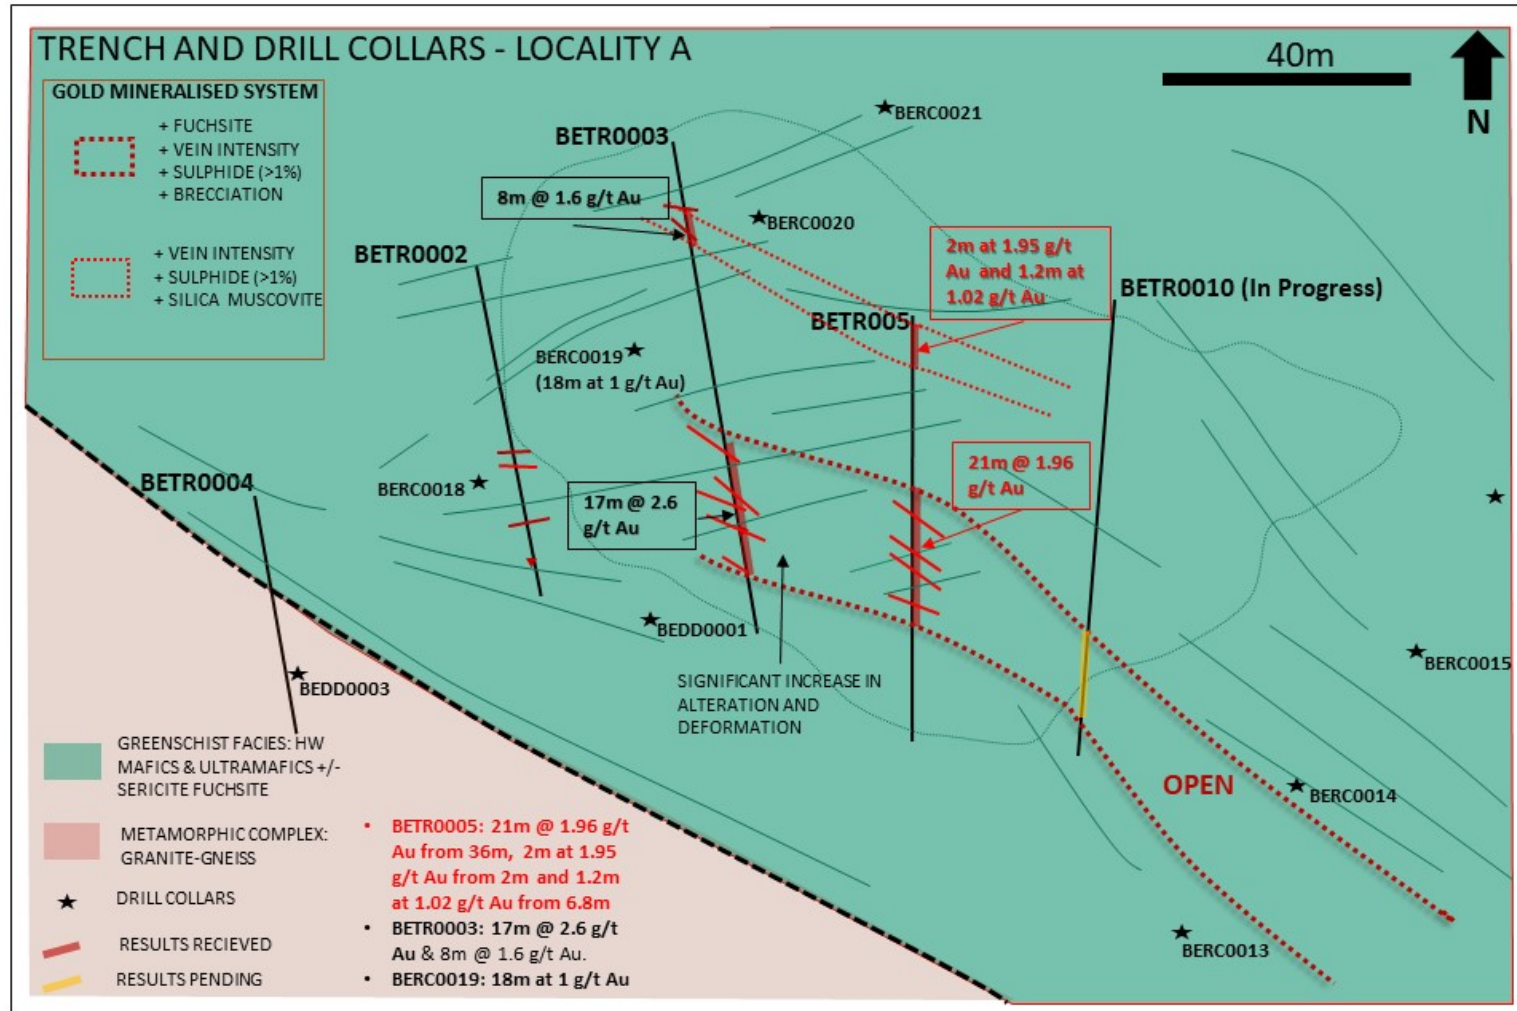 TRENCH AND DRILL COLLARS - LOCALITY A
40m
N
GOLD MINERALISED SYSTEM
+ FUCHSITE
+ VEIN INTENSITY
+ SULPHIDE (>1%)
+ BRECCIATION
+ VEIN INTENSITY
+ SULPHIDE (>1%)
+ SILICA MUSCOVITE
BERC0021
BETR0003
8m @ 1.6 g/t Au
BERC0020
BETR0002
2m at 1.95 g/t
Au and 1.2m at
1.02 g/t Au
BETR0010 (In Progress)
BETR005
BERC0019
(18m at 1 g/t Au)
BETR0004
BERC0018
17m @ 2.6
g/t Au
21m @ 1.96
g/t Au
BEDD0001
BEDD0003
BERC0015
SIGNIFICANT INCREASE IN
ALTERATION AND
DEFORMATION
OPEN
BERC0014
BERC0013
GREENSCHIST FACIES: HW
MAFICS & ULTRAMAFICS +/-
SERICITE FUCHSITE
METAMORPHIC COMPLEX:
GRANITE-GNEISS
DRILL COLLARS
RESULTS RECIEVED
RESULTS PENDING
• BETR0005: 21m @ 1.96 g/t
Au from 36m, 2m at 1.95
g/t Au from 2m and 1.2m
at 1.02 g/t Au from 6.8m
• BETR0003: 17m @ 2.6 g/t
Au & 8m @ 1.6 g/t Au.
• BERC0019: 18m at 1 g/t Au